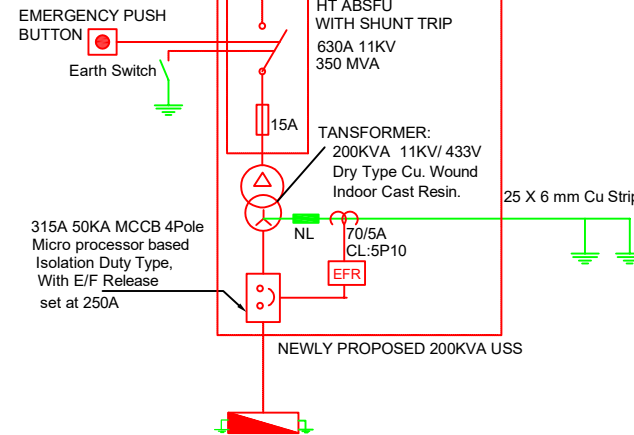 HT ABSFU
WITH SHUNT TRIP
630A 11KV
350 MVA
EMERGENCY PUSH
BUTTON
Earth Switch
15A
TANSFORMER:
200KVA 11KV/ 433V
Dry Type Cu. Wound
Indoor Cast Resin.
25 X 6 mm Cu Strip
NL
70/5A
CL:5P10
EFR
315A 50KA MCCB 4Pole
Micro processor based
Isolation Duty Type,
With E/F Release
set at 250A
NEWLY PROPOSED 200KVA USS